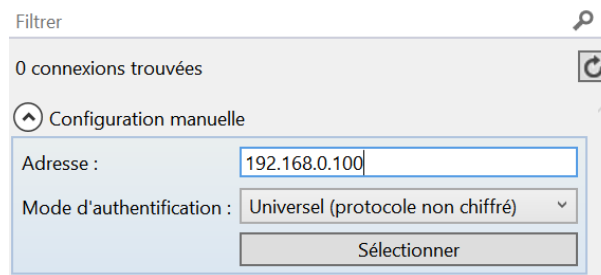 Filtrer
0 connexions trouvées
Configuration manuelle
Adresse : 192.168.0.100
Mode d'authentification : Universel (protocole non chiffré)
Sélectionner